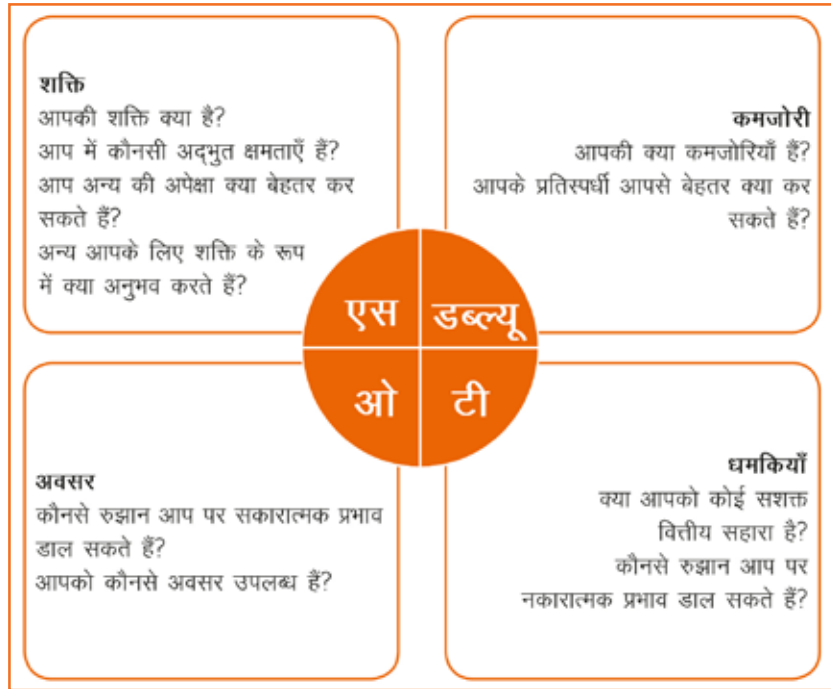 शक्ति
आपकी शक्ति क्या है?
आप में कौनसी अद्भुत क्षमताएँ हैं?
आप अन्य की अपेक्षा क्या बेहतर कर
सकते हैं?
अन्य आपके लिए शक्ति के रूप
में क्या अनुभव करते हैं?
कमजोरी
आपकी क्या कमजोरियाँ हैं?
आपके प्रतिस्पर्धी आपसे बेहतर क्या कर
सकते हैं?
एस
डब्ल्यू
ओ
टी
अवसर
कौनसे रुझान आप पर सकारात्मक प्रभाव
डाल सकते हैं?
आपको कौनसे अवसर उपलब्ध हैं?
धमकियाँ
क्या आपको कोई सशक्त
वित्तीय सहारा है?
कौनसे रुझान आप पर
नकारात्मक प्रभाव डाल सकते हैं?